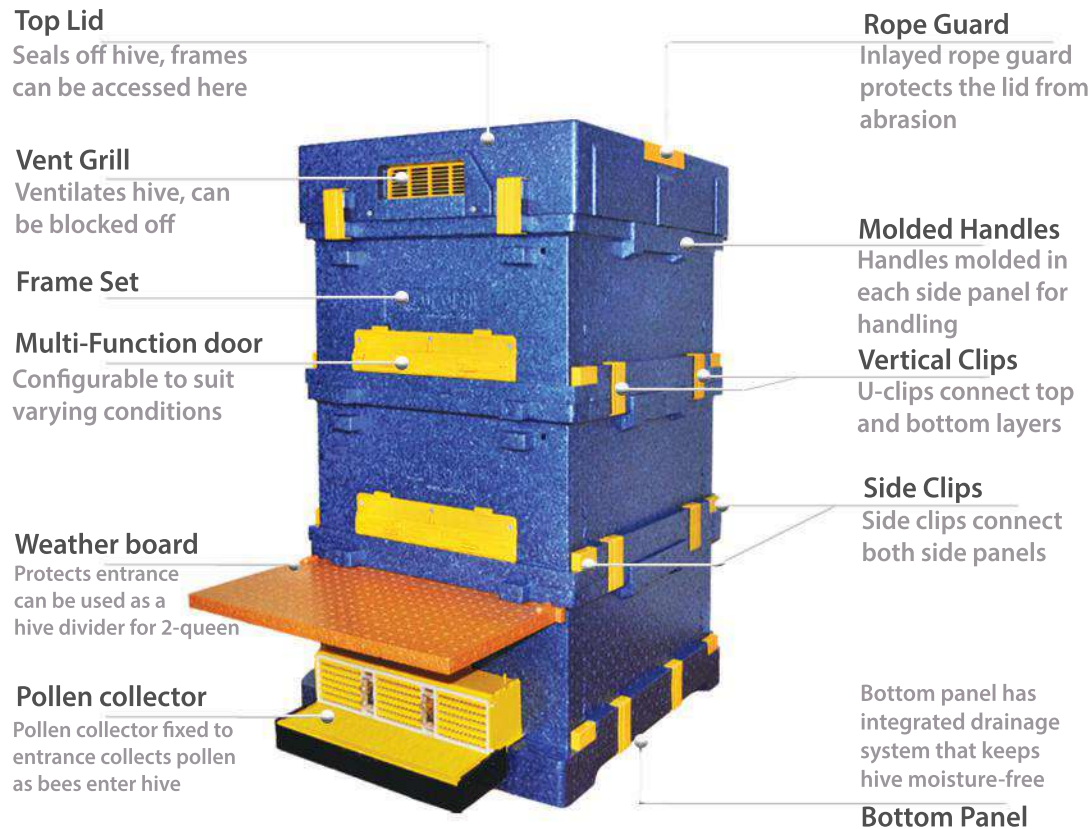 Top Lid
Seals off hive, frames
can be accessed here
Vent Grill
Ventilates hive, can
be blocked off
Frame Set
Multi-Function door
Configurable to suit
varying conditions
Weather board
Protects entrance
can be used as a
hive divider for 2-queen
Pollen collector
Pollen collector fixed to
entrance collects pollen
as bees enter hive
Rope Guard
Inlayed rope guard
protects the lid from
abrasion
Molded Handles
Handles molded in
each side panel for
handling
Vertical Clips
U-clips connect top
and bottom layers
Side Clips
Side clips connect
both side panels
Bottom panel has
integrated drainage
system that keeps
hive moisture-free
Bottom Panel